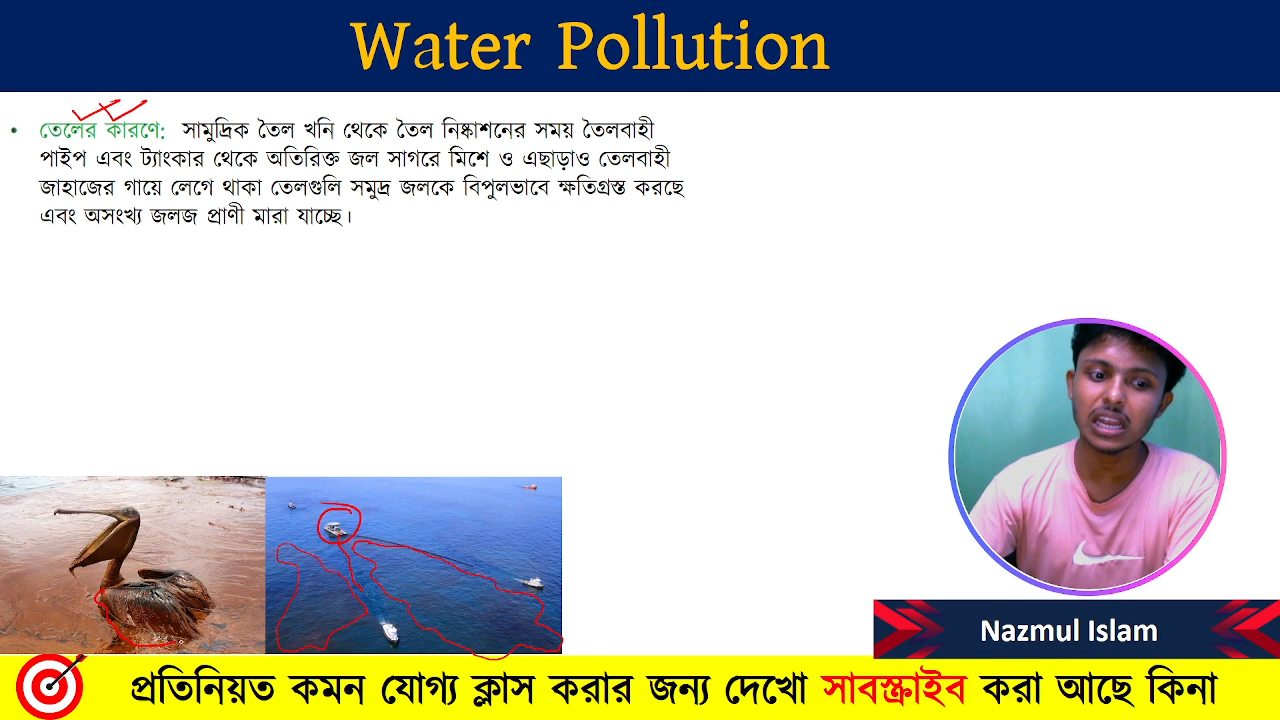 Water Pollution
• তেলের কারণে: সামুদ্রিক তৈল খনি থেকে তৈল নিষ্কাশনের সময় তৈলবাহী
পাইপ এবং ট্যাংকার থেকে অতিরিক্ত জল সাগরে মিশে ও এছাড়াও তেলবাহী
জাহাজের গায়ে লেগে থাকা তেলগুলি সমুদ্র জলকে বিপুলভাবে ক্ষতিগ্রস্ত করছে
এবং অসংখ্য জলজ প্রাণী মারা যাচ্ছে।
Nazmul Islam
প্রতিনিয়ত কমন যোগ্য ক্লাস করার জন্য দেখো সাবস্ক্রাইব করা আছে কিনা